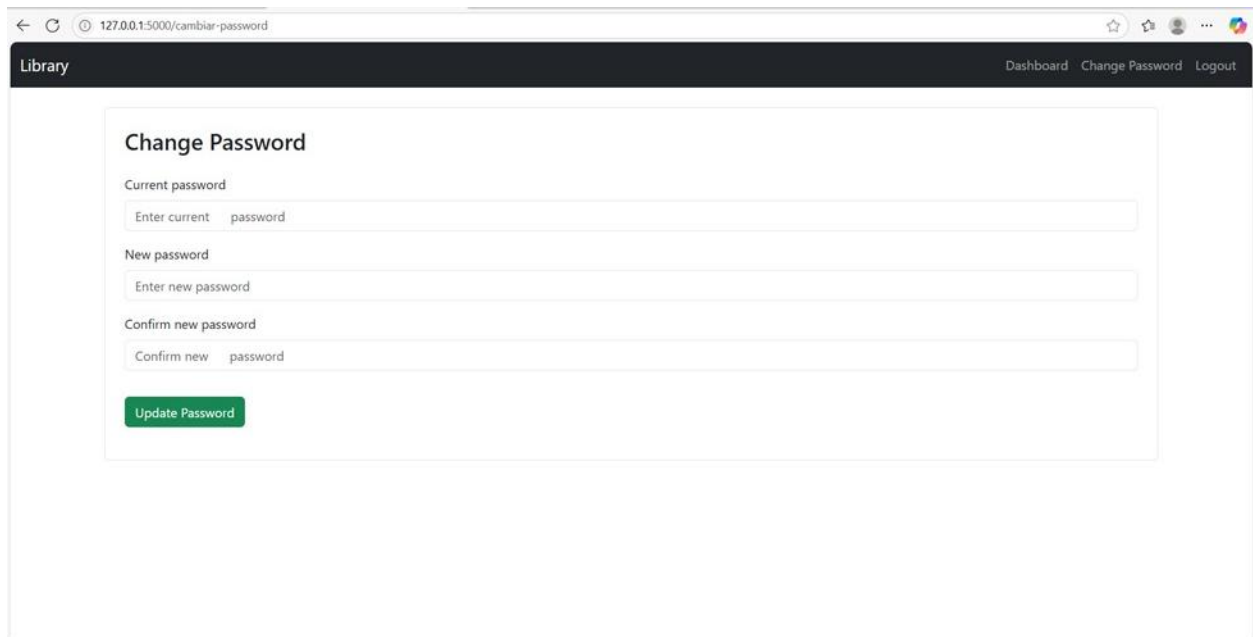 127.0.0.1:5000/cambiar-password
Library Dashboard Change Password Logout
Change Password
Current password
Enter current password
New password
Enter new password
Confirm new password
Confirm new password
Update Password